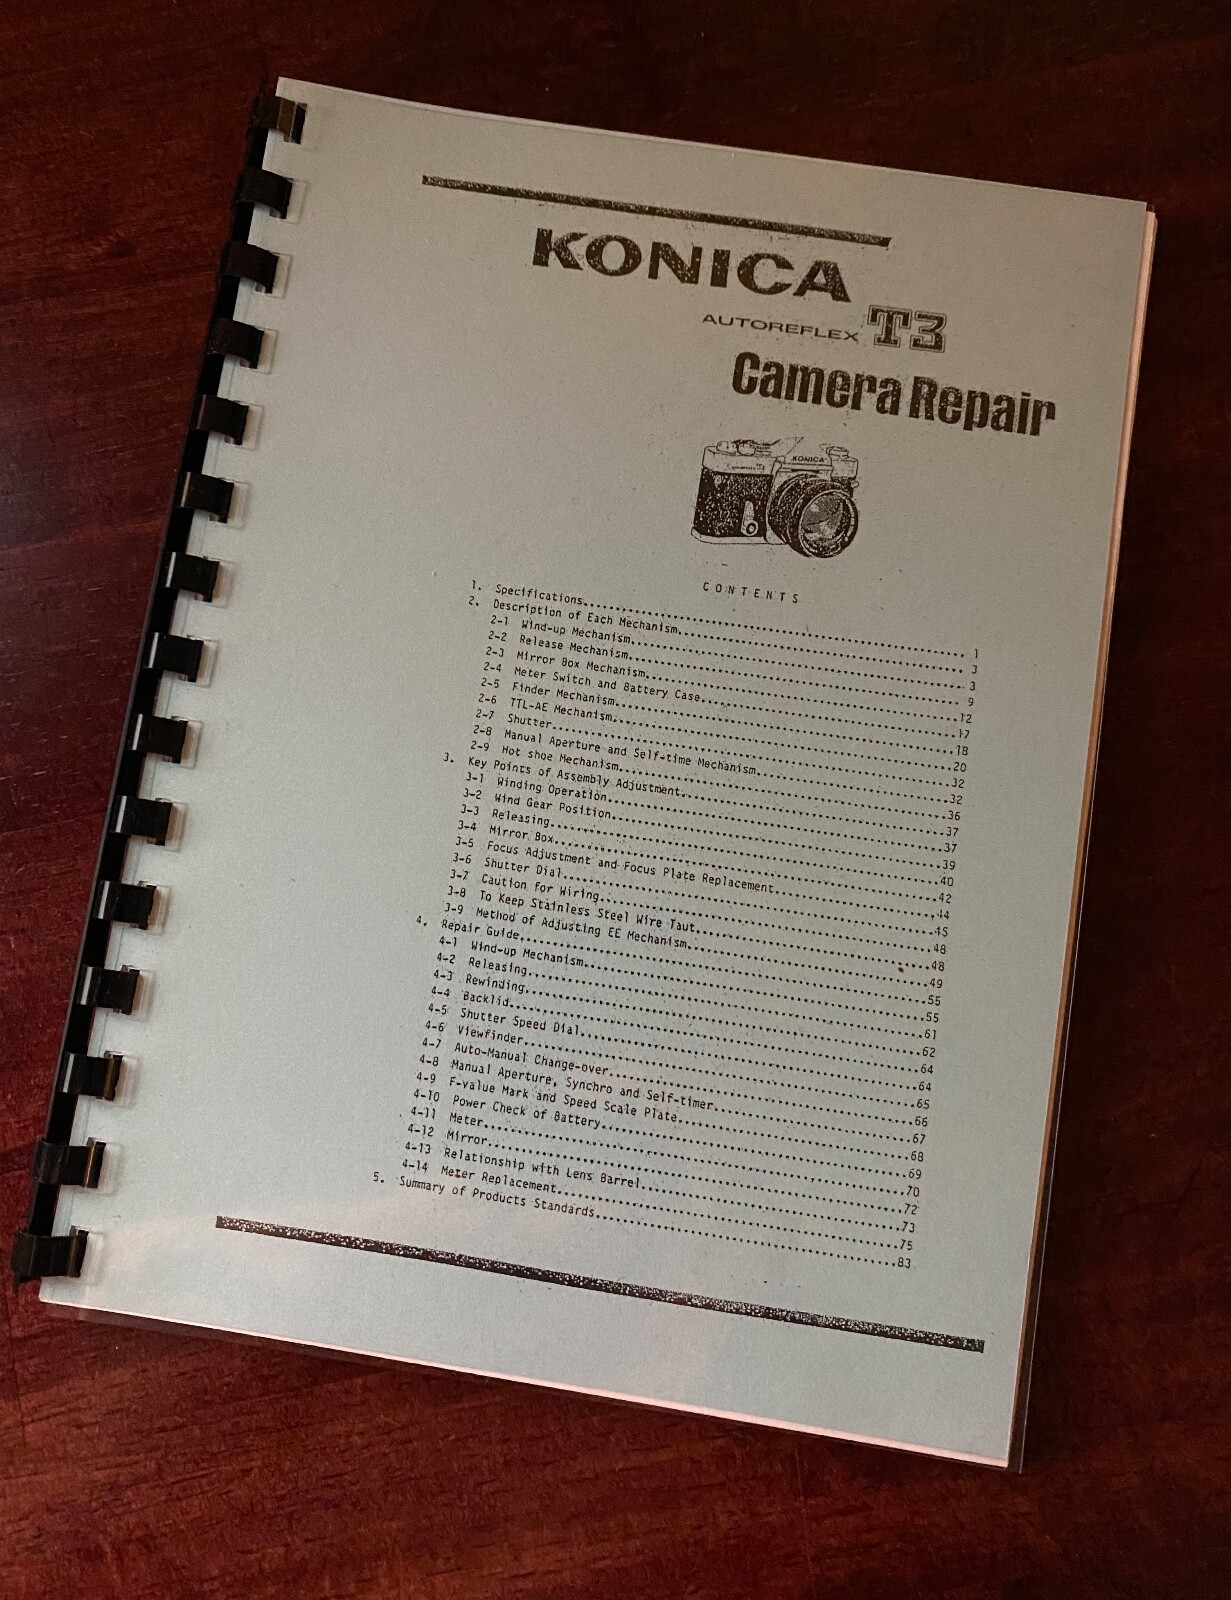 KONICA
AUTOREFLEX T3
Camera Repair
KONICA
CONTENTS
1. Specifications........................................ 1
2. Description of Each Mechanism........................................ 3
2-1 Wind-up Mechanism........................................ 3
2-2 Release Mechanism........................................ 9
2-3 Mirror Box Mechanism........................................12
2-4 Meter Switch and Battery Case........................................17
2-5 Finder Mechanism........................................18
2-6 TTL-AE Mechanism........................................20
2-7 Shutter........................................32
2-8 Manual Aperture and Self-time Mechanism........................................32
2-9 Hot shoe Mechanism........................................36
3. Key Points of Assembly Adjustment........................................37
3-1 Winding Operation........................................37
3-2 Wind Gear Position........................................39
3-3 Releasing........................................40
3-4 Mirror Box........................................42
3-5 Focus Adjustment and Focus Plate Replacement........................................44
3-6 Shutter Dial........................................45
3-7 Caution for Wiring........................................48
3-8 To Keep Stainless Steel Wire Taut........................................48
3-9 Method of Adjusting EE Mechanism........................................49
4. Repair Guide........................................55
4-1 Wind-up Mechanism........................................55
4-2 Releasing........................................61
4-3 Rewinding........................................62
4-4 Backlid........................................64
4-5 Shutter Speed Dial........................................64
4-6 Viewfinder........................................65
4-7 Auto-Manual Change-over........................................66
4-8 Manual Aperture, Synchro and Self-timer........................................67
4-9 F-value Mark and Speed Scale Plate........................................68
4-10 Power Check of Battery........................................69
4-11 Meter........................................70
4-12 Mirror........................................72
4-13 Relationship with Lens Barrel........................................73
4-14 Meter Replacement........................................75
5. Summary of Products Standards........................................83